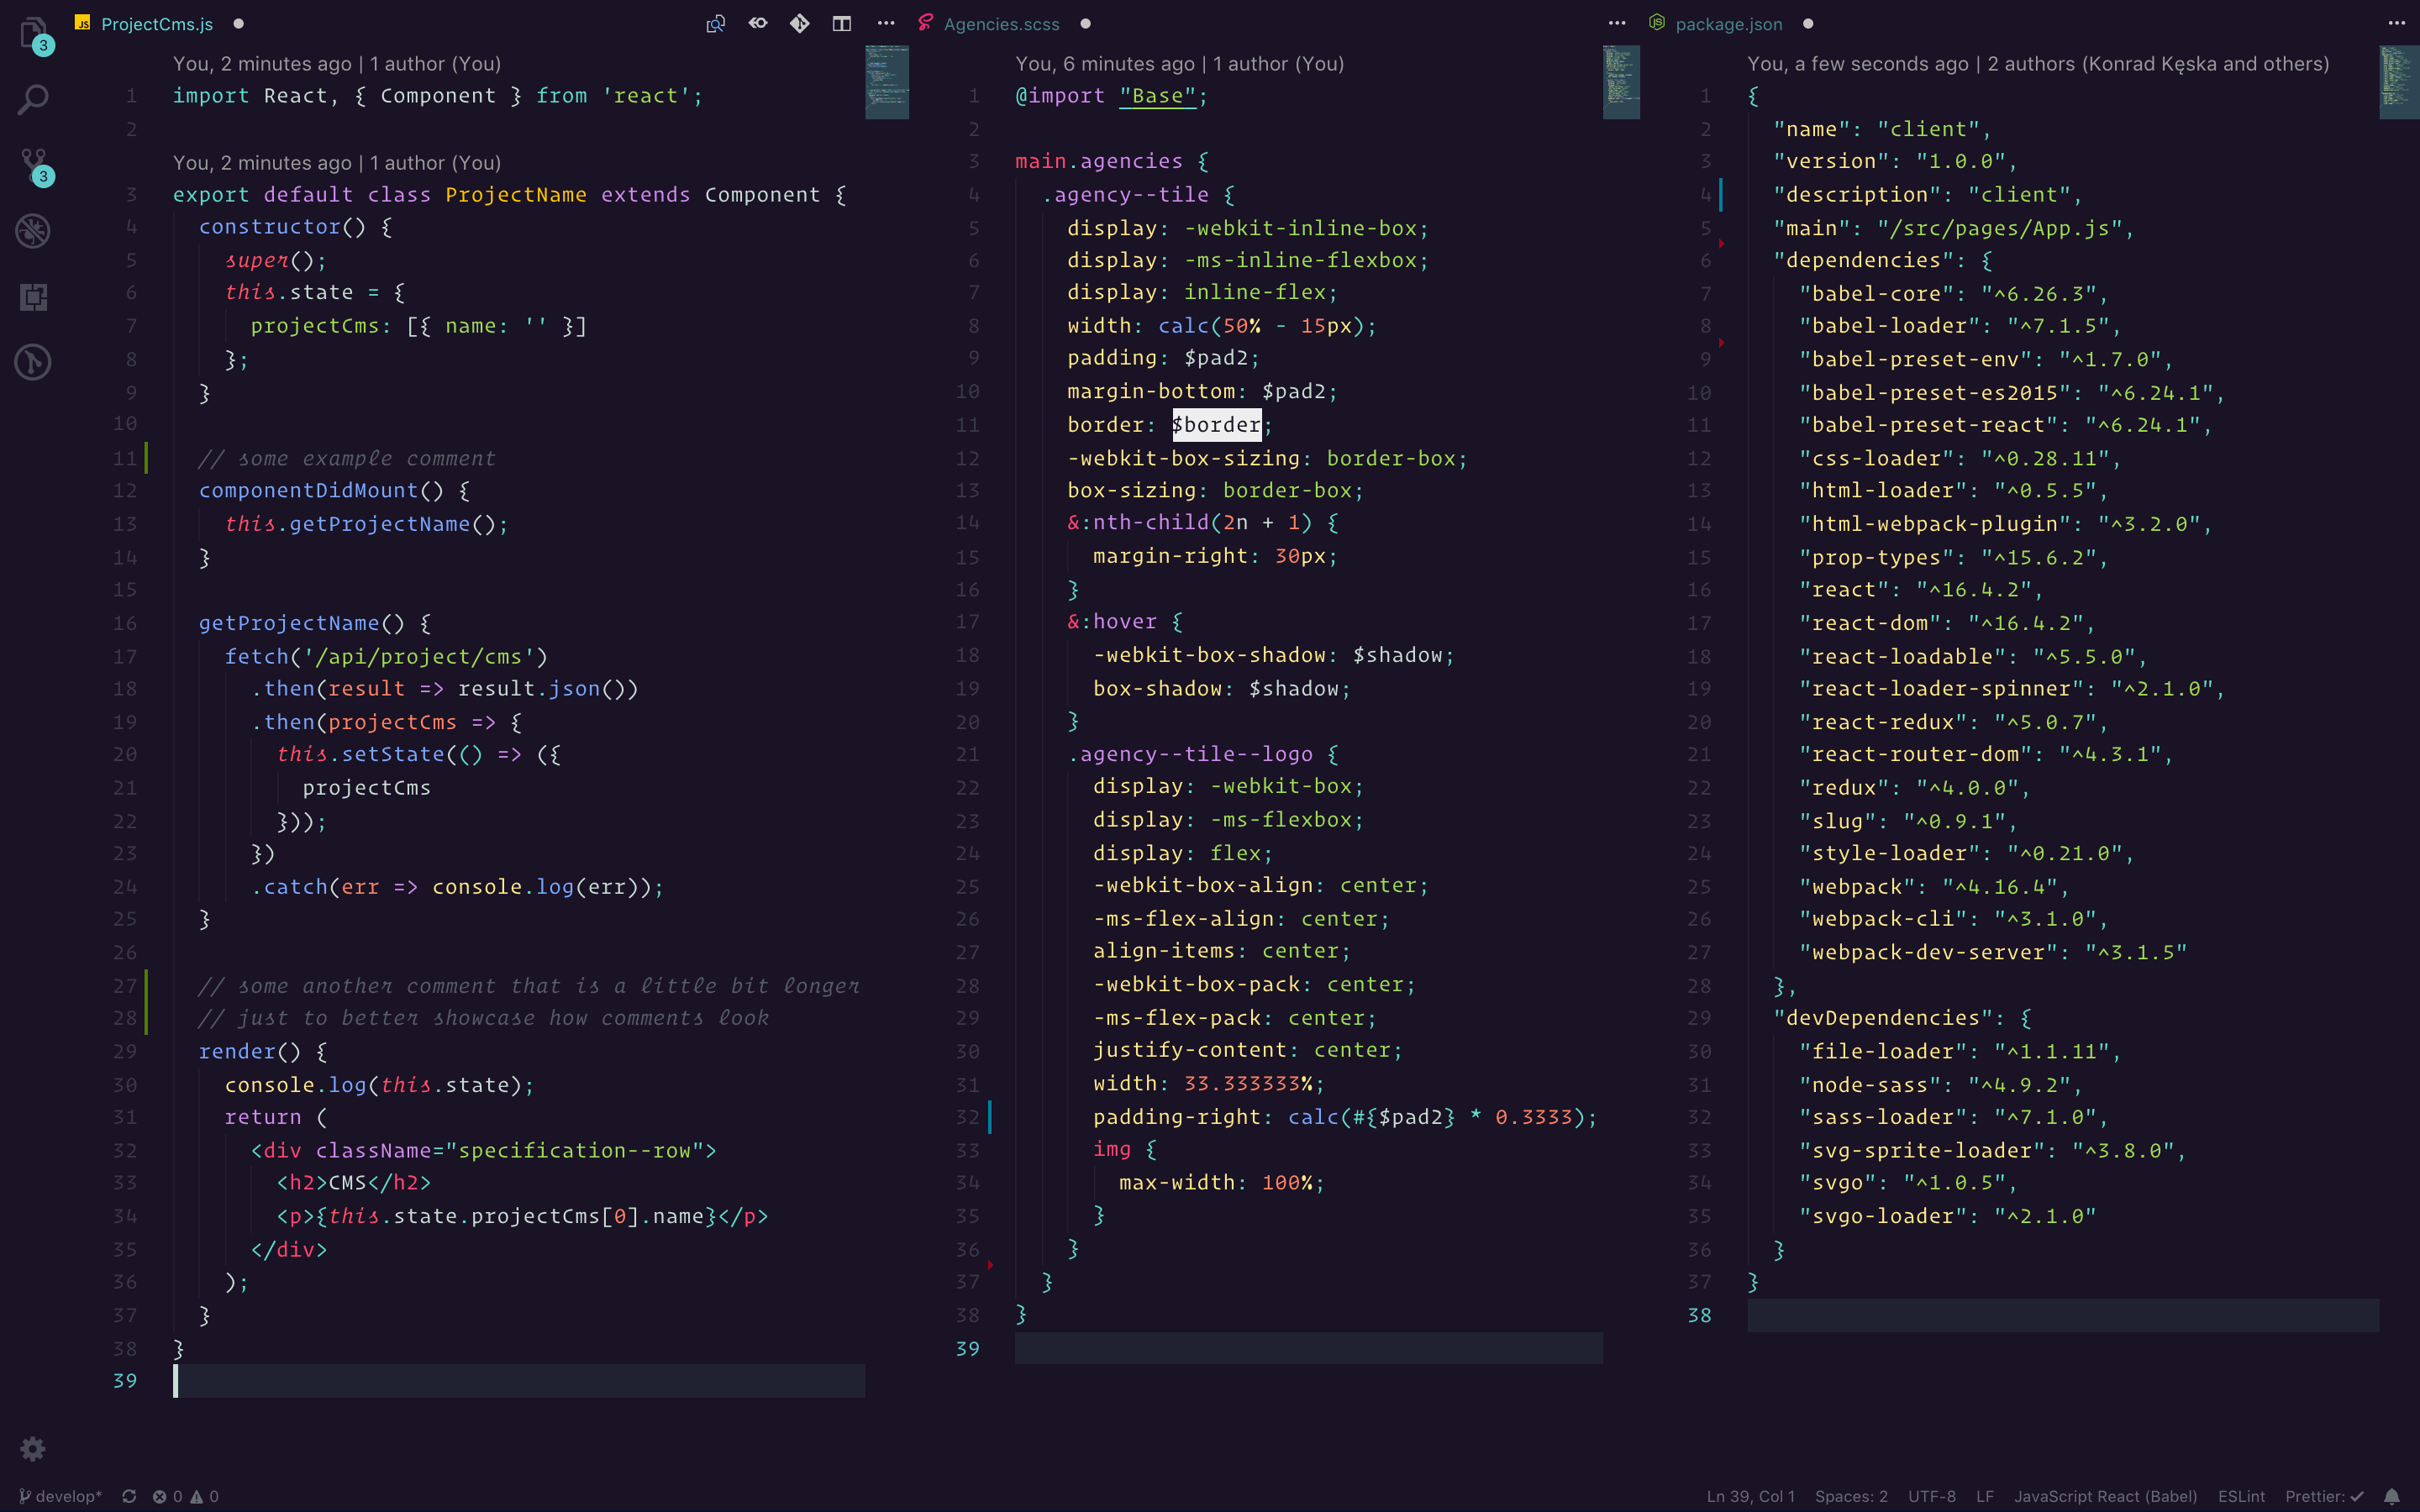 ProjectCms.js
You, 2 minutes ago | 1 author (You)
1 import React, { Component } from 'react';
2
You, 2 minutes ago | 1 author (You)
3 export default class ProjectName extends Component {
4 constructor() {
5 super();
6 this.state = {
7 projectCms: [{ name: '' }]
8 };
9 }
10
11 // some example comment
12 componentDidMount() {
13 this.getProjectName();
14 }
15
16 getProjectName() {
17 fetch('/api/project/cms')
18 .then(result => result.json())
19 .then(projectCms => {
20 this.setState(() => ({
21 projectCms
22 }));
23 })
24 .catch(err => console.log(err));
25 }
26
27 // some another comment that is a little bit longer
28 // just to better showcase how comments look
29 render() {
30 console.log(this.state);
31 return (
32 <div className="specification--row">
33 <h2>CMS</h2>
34 <p>{this.state.projectCms[0].name}</p>
35 </div>
36 );
37 }
38 }
39
Agencies.scss
You, 6 minutes ago | 1 author (You)
1 @import "Base";
2
3 main.agencies {
4 .agency--tile {
5 display: -webkit-inline-box;
6 display: -ms-inline-flexbox;
7 display: inline-flex;
8 width: calc(50% - 15px);
9 padding: $pad2;
10 margin-bottom: $pad2;
11 border: $border;
12 -webkit-box-sizing: border-box;
13 box-sizing: border-box;
14 &:nth-child(2n + 1) {
15 margin-right: 30px;
16 }
17 &:hover {
18 -webkit-box-shadow: $shadow;
19 box-shadow: $shadow;
20 }
21 .agency--tile--logo {
22 display: -webkit-box;
23 display: -ms-flexbox;
24 display: flex;
25 -webkit-box-align: center;
26 -ms-flex-align: center;
27 align-items: center;
28 -webkit-box-pack: center;
29 -ms-flex-pack: center;
30 justify-content: center;
31 width: 33.333333%;
32 padding-right: calc(#{$pad2} * 0.3333);
33 img {
34 max-width: 100%;
35 }
36 }
37 }
38 }
39
package.json
You, a few seconds ago | 2 authors (Konrad Kęska and others)
1 {
2 "name": "client",
3 "version": "1.0.0",
4 "description": "client",
5 "main": "/src/pages/App.js",
6 "dependencies": {
7 "babel-core": "^6.26.3",
8 "babel-loader": "^7.1.5",
9 "babel-preset-env": "^1.7.0",
10 "babel-preset-es2015": "^6.24.1",
11 "babel-preset-react": "^6.24.1",
12 "css-loader": "^0.28.11",
13 "html-loader": "^0.5.5",
14 "html-webpack-plugin": "^3.2.0",
15 "prop-types": "^15.6.2",
16 "react": "^16.4.2",
17 "react-dom": "^16.4.2",
18 "react-loadable": "^5.5.0",
19 "react-loader-spinner": "^2.1.0",
20 "react-redux": "^5.0.7",
21 "react-router-dom": "^4.3.1",
22 "redux": "^4.0.0",
23 "slug": "^0.9.1",
24 "style-loader": "^0.21.0",
25 "webpack": "^4.16.4",
26 "webpack-cli": "^3.1.0",
27 "webpack-dev-server": "^3.1.5"
28 },
29 "devDependencies": {
30 "file-loader": "^1.1.11",
31 "node-sass": "^4.9.2",
32 "sass-loader": "^7.1.0",
33 "svg-sprite-loader": "^3.8.0",
34 "svgo": "^1.0.5",
35 "svgo-loader": "^2.1.0"
36 }
37 }
38
3
3
develop* 0 0
Ln 39, Col 1 Spaces: 2 UTF-8 LF JavaScript React (Babel) ESLint Prettier: ✓